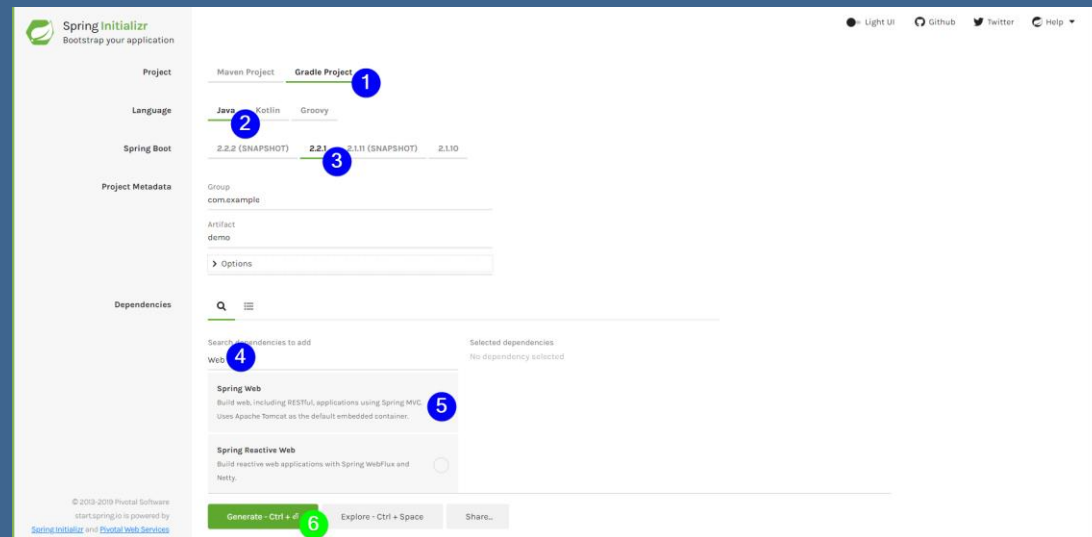 Spring Initializr
Bootstrap your application
Light UI
Github
Twitter
Help
Project
Maven Project
Gradle Project
1
Language
Java
Kotlin
Groovy
2
Spring Boot
2.2.2 (SNAPSHOT)
2.2.1
2.1.11 (SNAPSHOT)
2.1.10
3
Project Metadata
Group
com.example
Artifact
demo
Options
Dependencies
Search dependencies to add
Web
4
Selected dependencies
No dependency selected
Spring Web
Build web, including RESTful, applications using Spring MVC.
Uses Apache Tomcat as the default embedded container.
5
Spring Reactive Web
Build reactive web applications with Spring WebFlux and
Netty.
© 2013-2019 Pivotal Software
start.spring.io is powered by
Spring Initializr and Pivotal Web Services
Generate - Ctrl + ⏎
6
Explore - Ctrl + Space
Share...